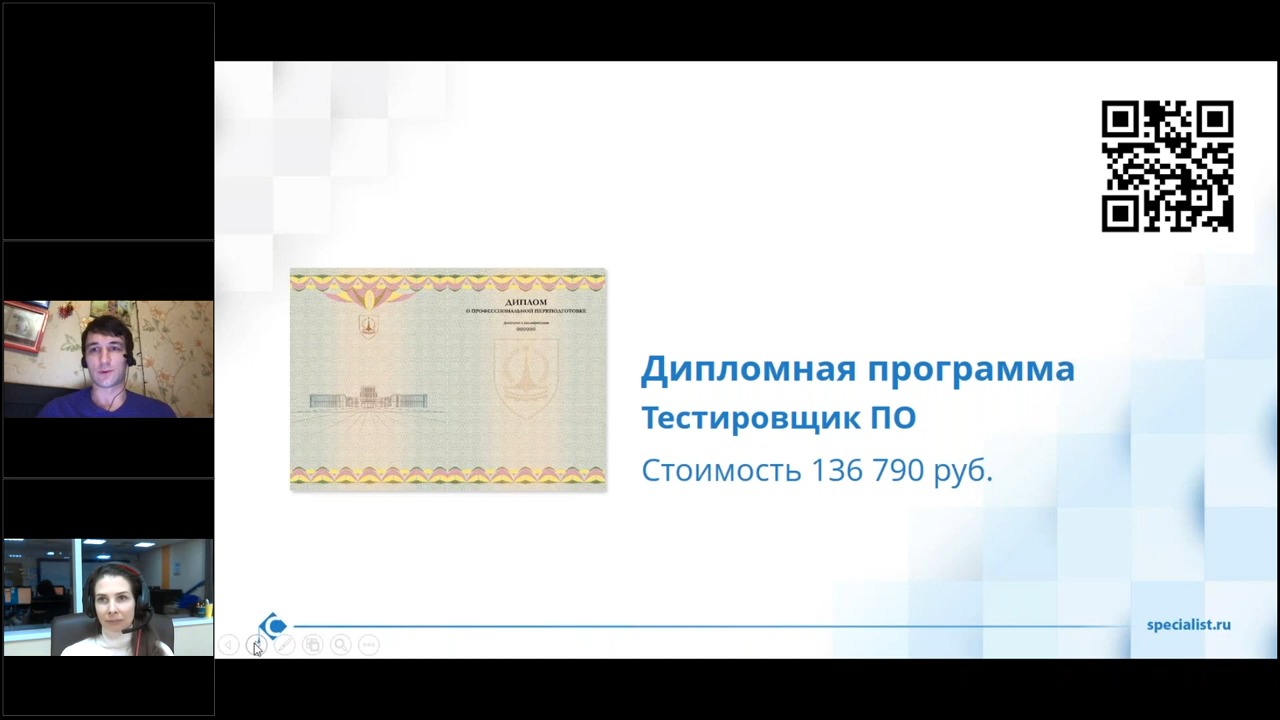 ДИПЛОМ
О ПРОФЕССИОНАЛЬНОЙ ПЕРЕПОДГОТОВКЕ
Дипломная программа
Тестировщик ПО
Стоимость 136 790 руб.
specialist.ru